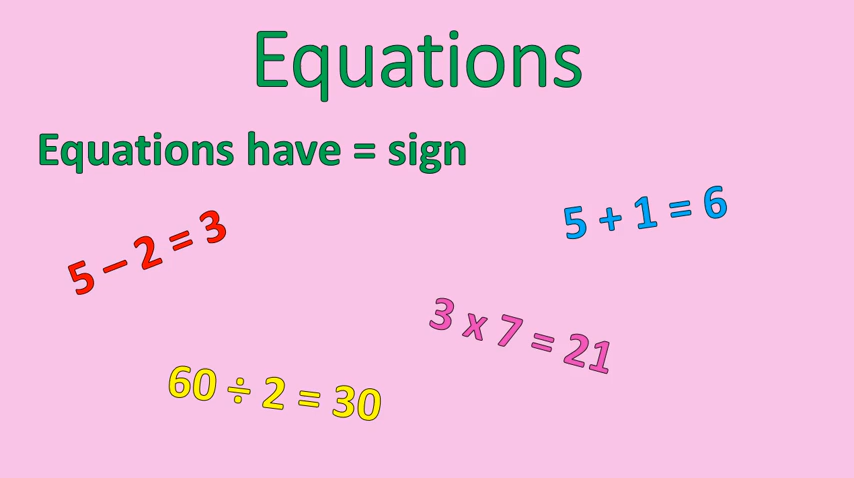 Equations
Equations have = sign
5 – 2 = 3
5 + 1 = 6
3 x 7 = 21
60 ÷ 2 = 30